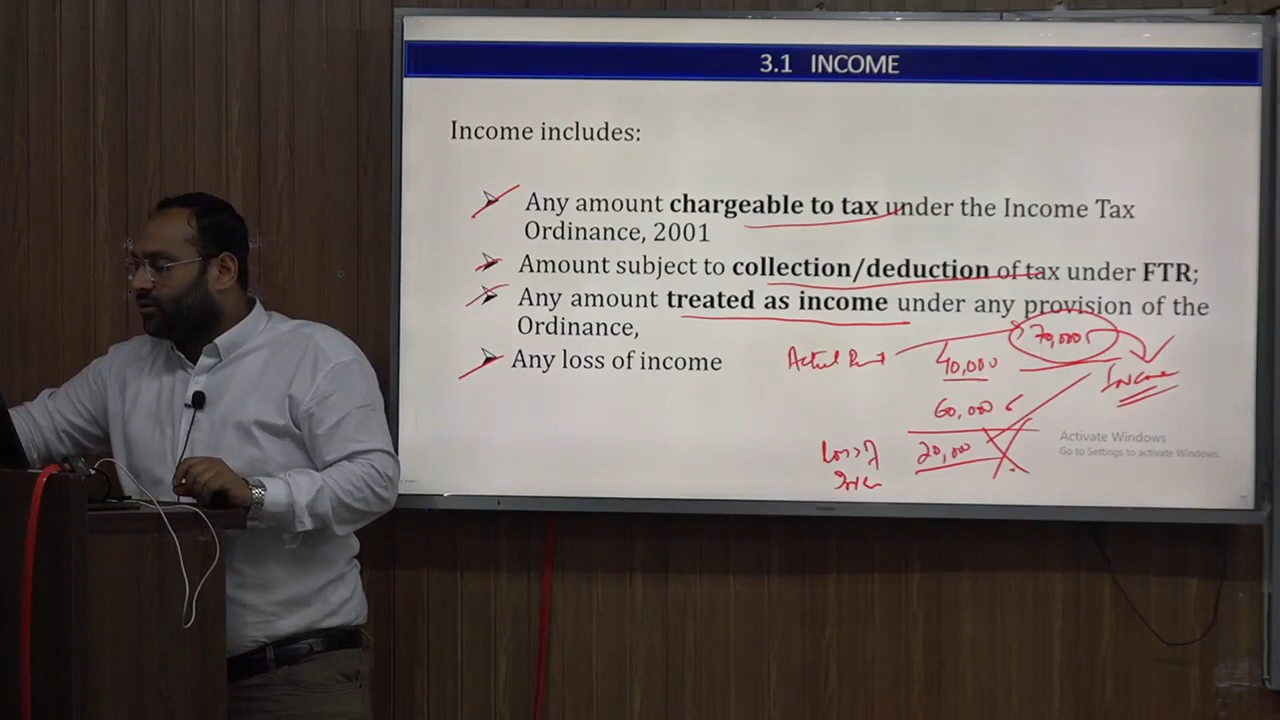 3.1 INCOME
Income includes:
Any amount chargeable to tax under the Income Tax
Ordinance, 2001
Amount subject to collection/deduction of tax under FTR;
Any amount treated as income under any provision of the
Ordinance,
Any loss of income
70,000
Actual Rent
40,000
Income
60,000
Loss of
20,000
Activate Windows
Go to Settings to activate Windows.